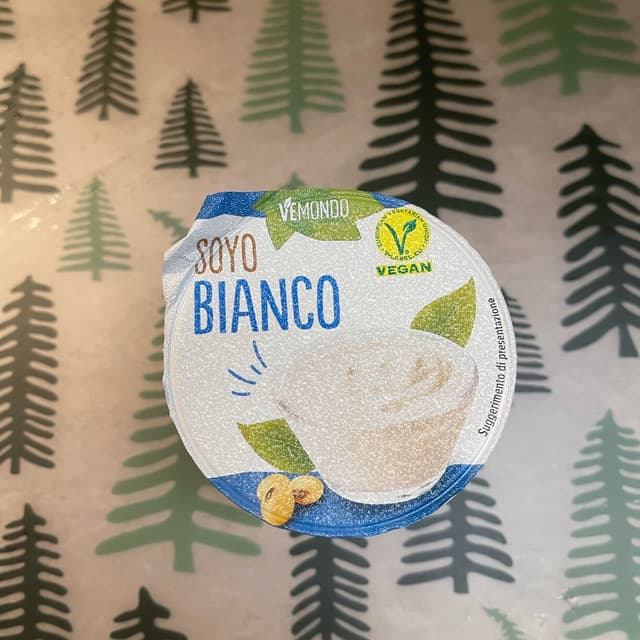 VEMONDO
SOYO
BIANCO
VEGAN
Suggerimento di presentazione